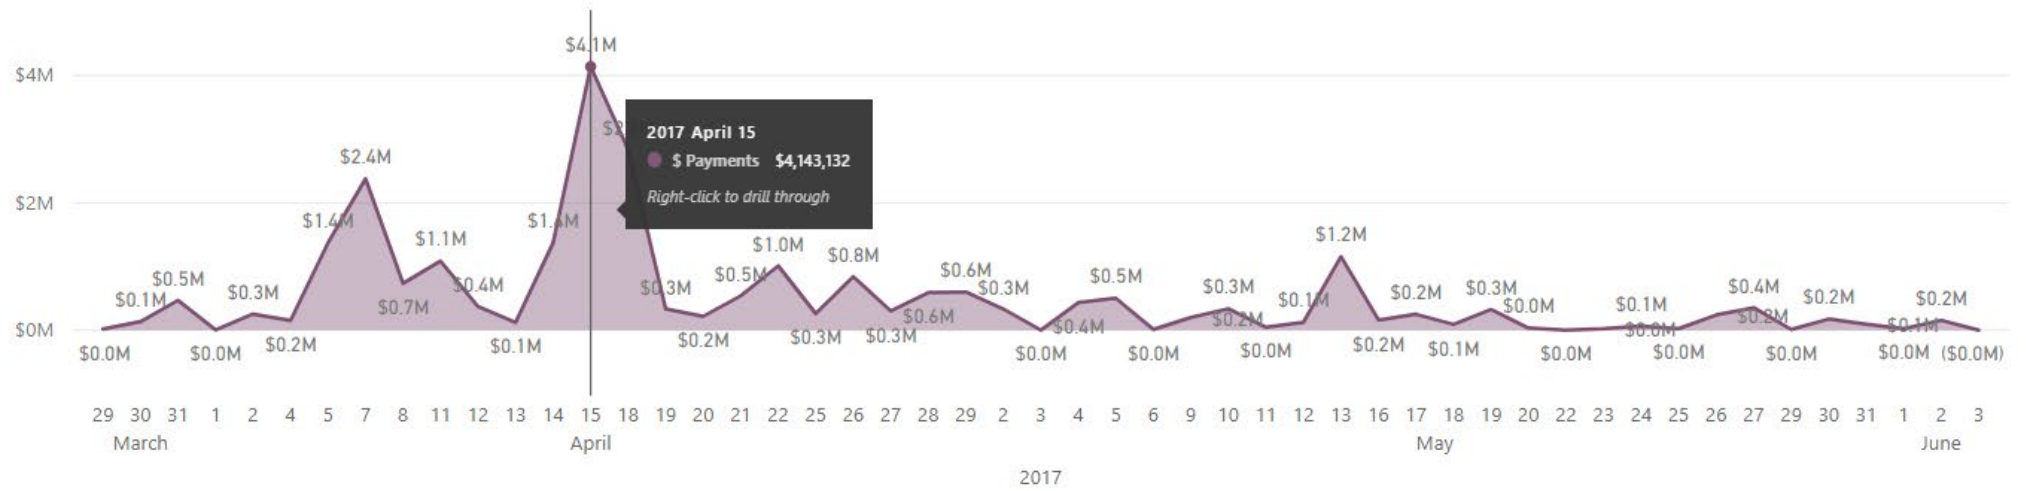 $4M
$2M
$0M
$0.0M
$0.1M
$0.5M
$0.0M
$0.3M
$0.2M
$1.4M
$2.4M
$0.7M
$1.1M
$0.4M
$0.1M
$1.4M
$4.1M
2017 April 15
$ Payments $4,143,132
Right-click to drill through
$0.3M
$0.2M
$0.5M
$1.0M
$0.3M
$0.8M
$0.3M
$0.6M
$0.6M
$0.3M
$0.0M
$0.4M
$0.5M
$0.0M
$0.3M
$0.2M
$0.0M
$0.1M
$1.2M
$0.2M
$0.2M
$0.1M
$0.3M
$0.0M
$0.0M
$0.1M
$0.0M
$0.0M
$0.4M
$0.2M
$0.0M
$0.2M
$0.1M
$0.0M
$0.2M
($0.0M)
29 30 31 1 2 4 5 7 8 11 12 13 14 15 18 19 20 21 22 25 26 27 28 29 2 3 4 5 6 9 10 11 12 13 16 17 18 19 20 22 23 24 25 26 27 29 30 31 1 2 3
March April May June
2017